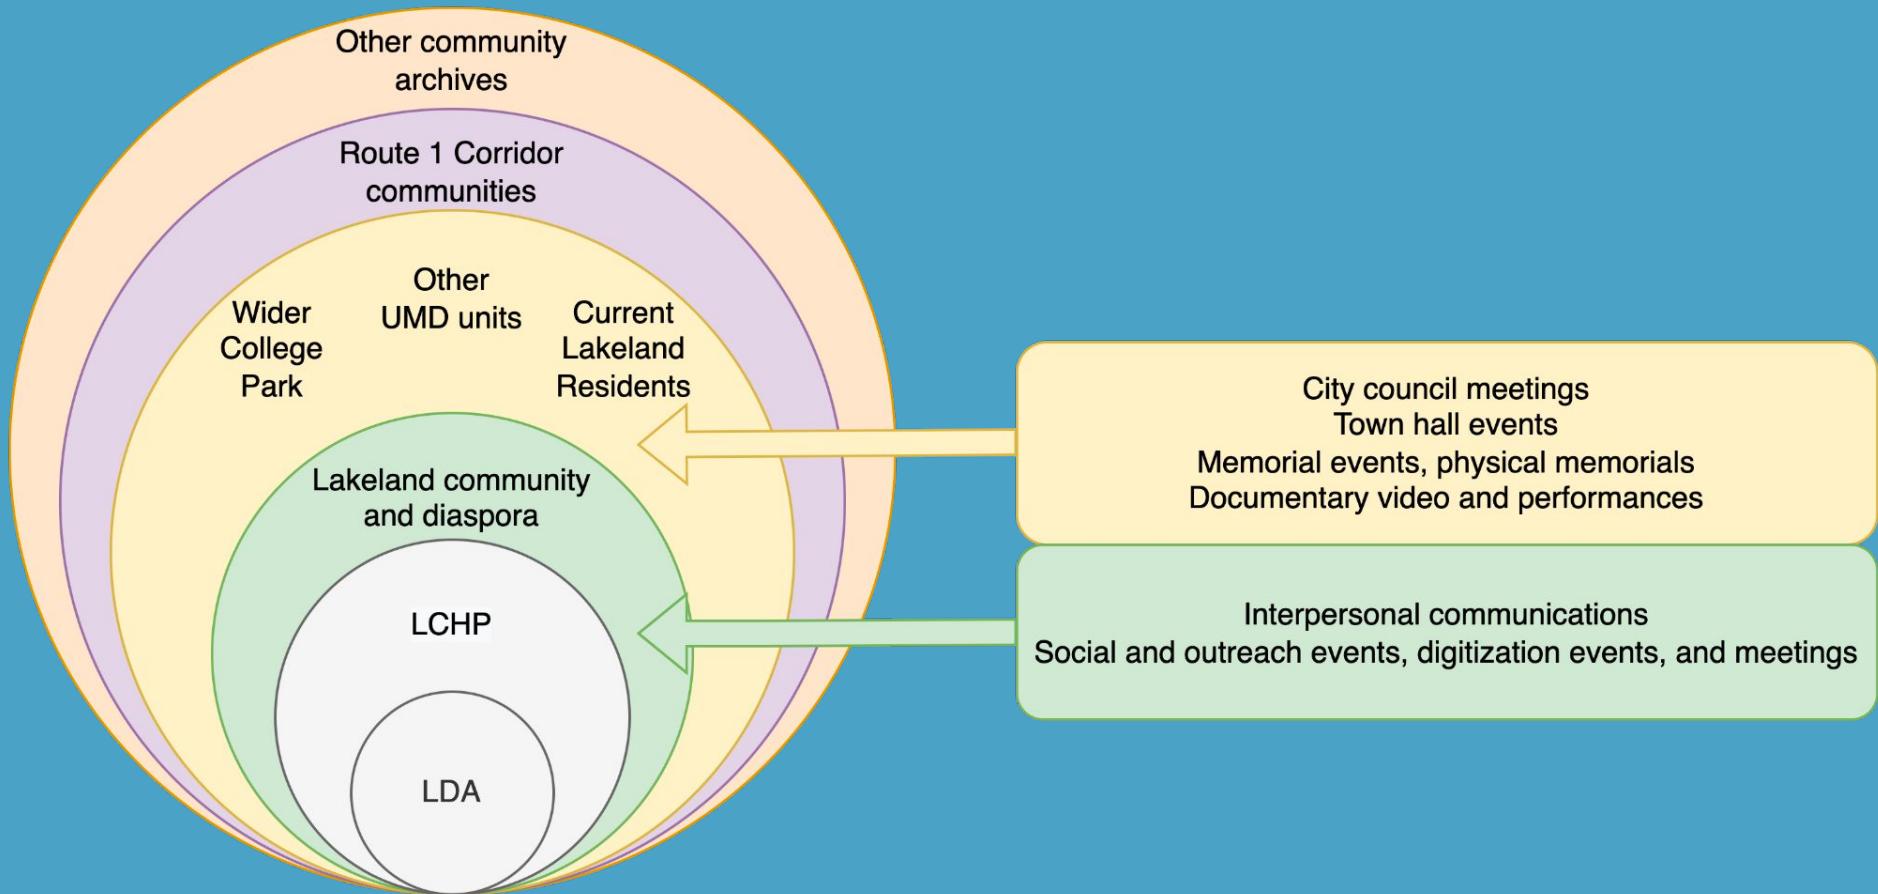 Other community
archives
Route 1 Corridor
communities
Other
UMD units
Wider
College
Park
Current
Lakeland
Residents
Lakeland community
and diaspora
LCHP
LDA
City council meetings
Town hall events
Memorial events, physical memorials
Documentary video and performances
Interpersonal communications
Social and outreach events, digitization events, and meetings